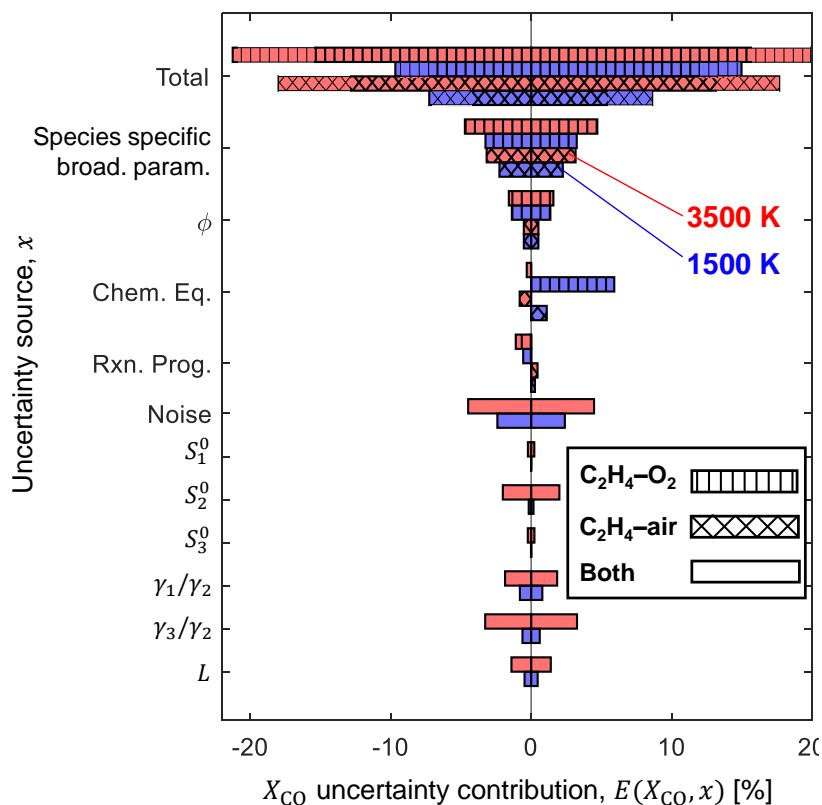 Total
Species specific
broad. param.
3500 K
ϕ
1500 K
Chem. Eq.
Rxn. Prog.
Noise
S₁⁰
C₂H₄–O₂
S₂⁰
C₂H₄–air
S₃⁰
Both
γ₁/γ₂
γ₃/γ₂
L
-20 -10 0 10 20
X_CO uncertainty contribution, E(X_CO, x) [%]
Uncertainty source, x